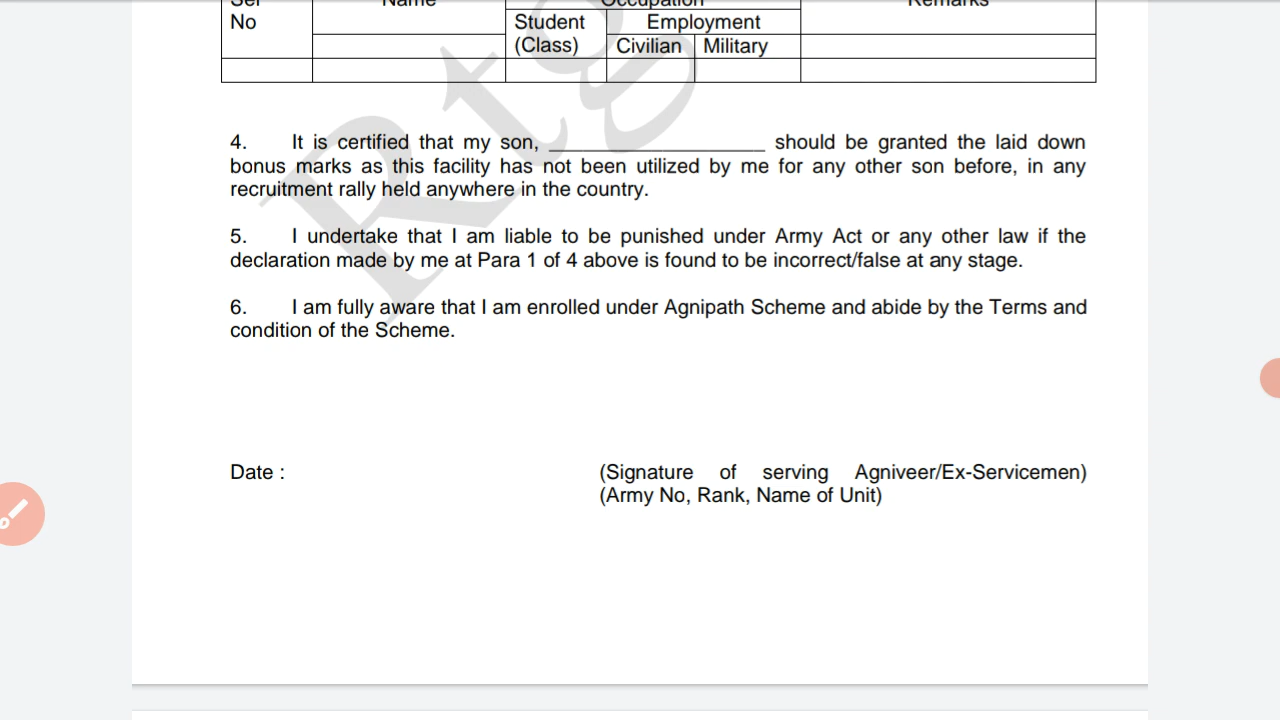 Ser Name Occupation Remarks
No Student Employment
(Class) Civilian Military
4. It is certified that my son, ____________________ should be granted the laid down
bonus marks as this facility has not been utilized by me for any other son before, in any
recruitment rally held anywhere in the country.
5. I undertake that I am liable to be punished under Army Act or any other law if the
declaration made by me at Para 1 of 4 above is found to be incorrect/false at any stage.
6. I am fully aware that I am enrolled under Agnipath Scheme and abide by the Terms and
condition of the Scheme.
Date : (Signature of serving Agniveer/Ex-Servicemen)
(Army No, Rank, Name of Unit)